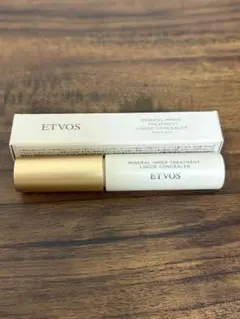 ETVOS
MINERAL INNER
TREATMENT
LIQUID CONCEALER
MINERAL INNER TREATMENT
LIQUID CONCEALER
ETVOS